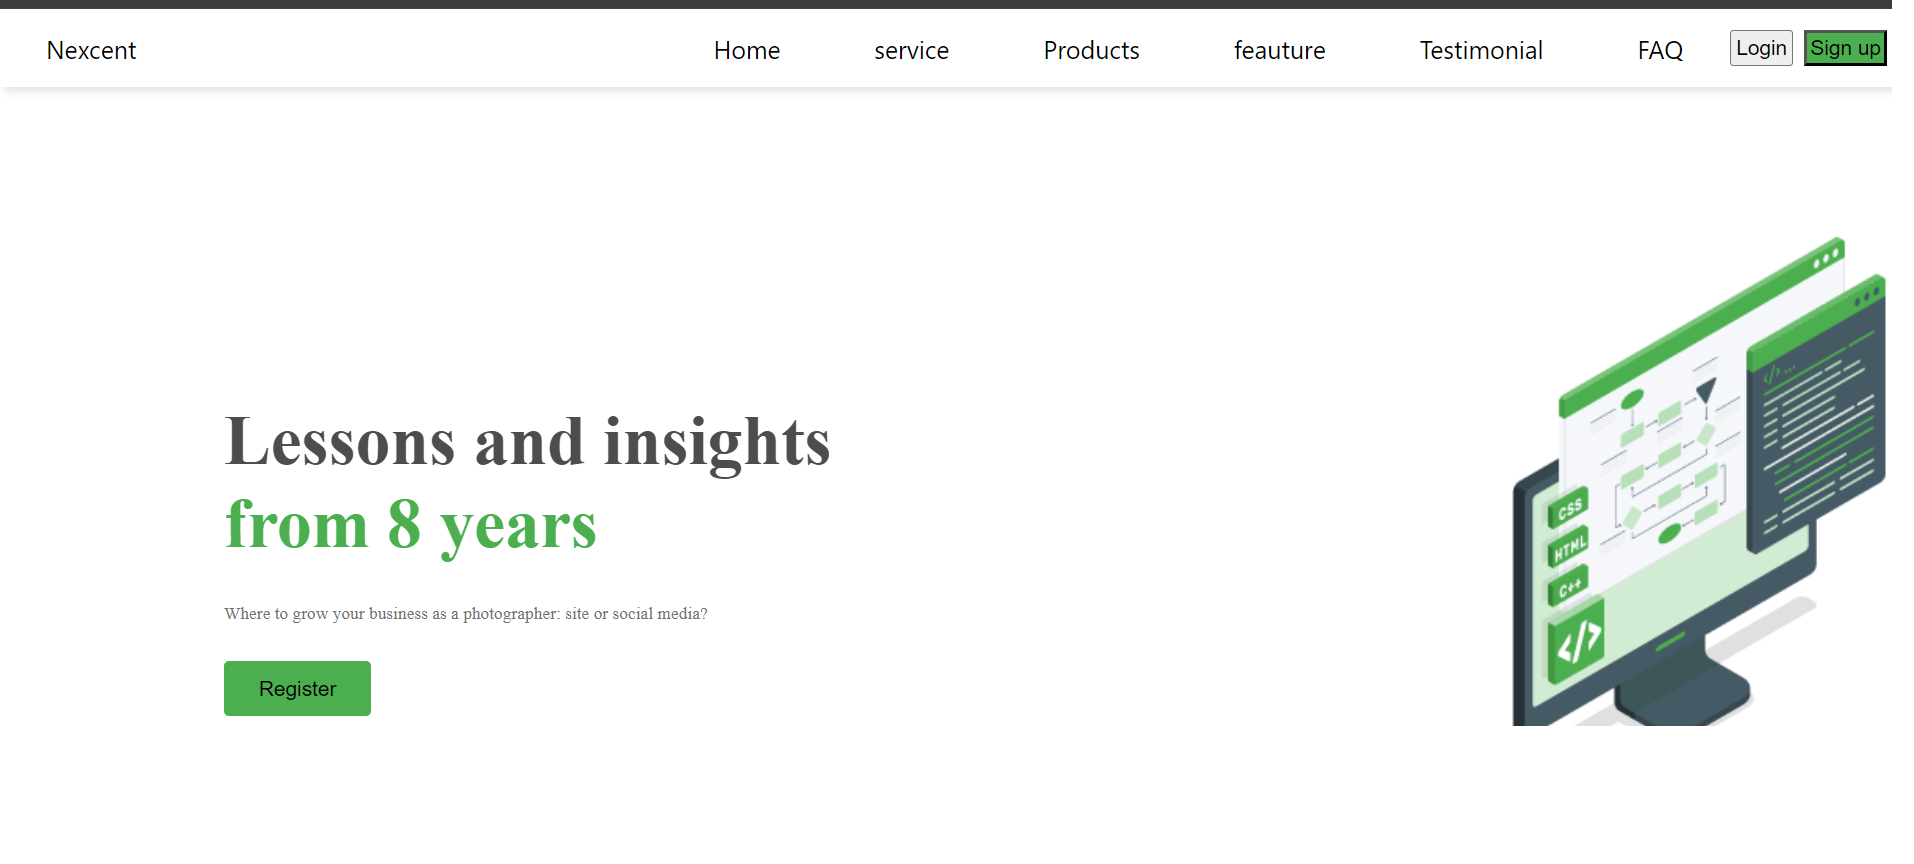 Nexcent Home service Products feauture Testimonial FAQ Login Sign up
Lessons and insights
from 8 years
Where to grow your business as a photographer: site or social media?
Register
</> ...
CSS
HTML
C++
</>